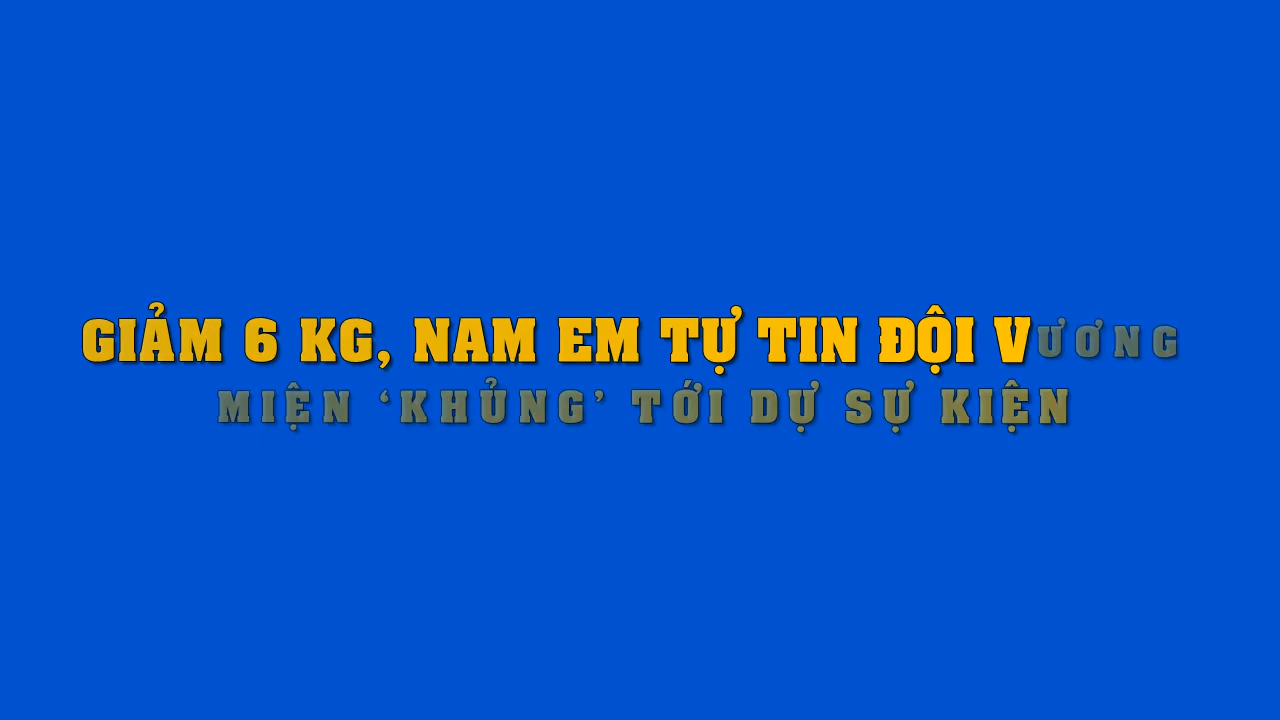 GIẢM 6 KG, NAM EM TỰ TIN ĐỘI VƯƠNG
MIỆN ‘KHỦNG’ TỚI DỰ SỰ KIỆN